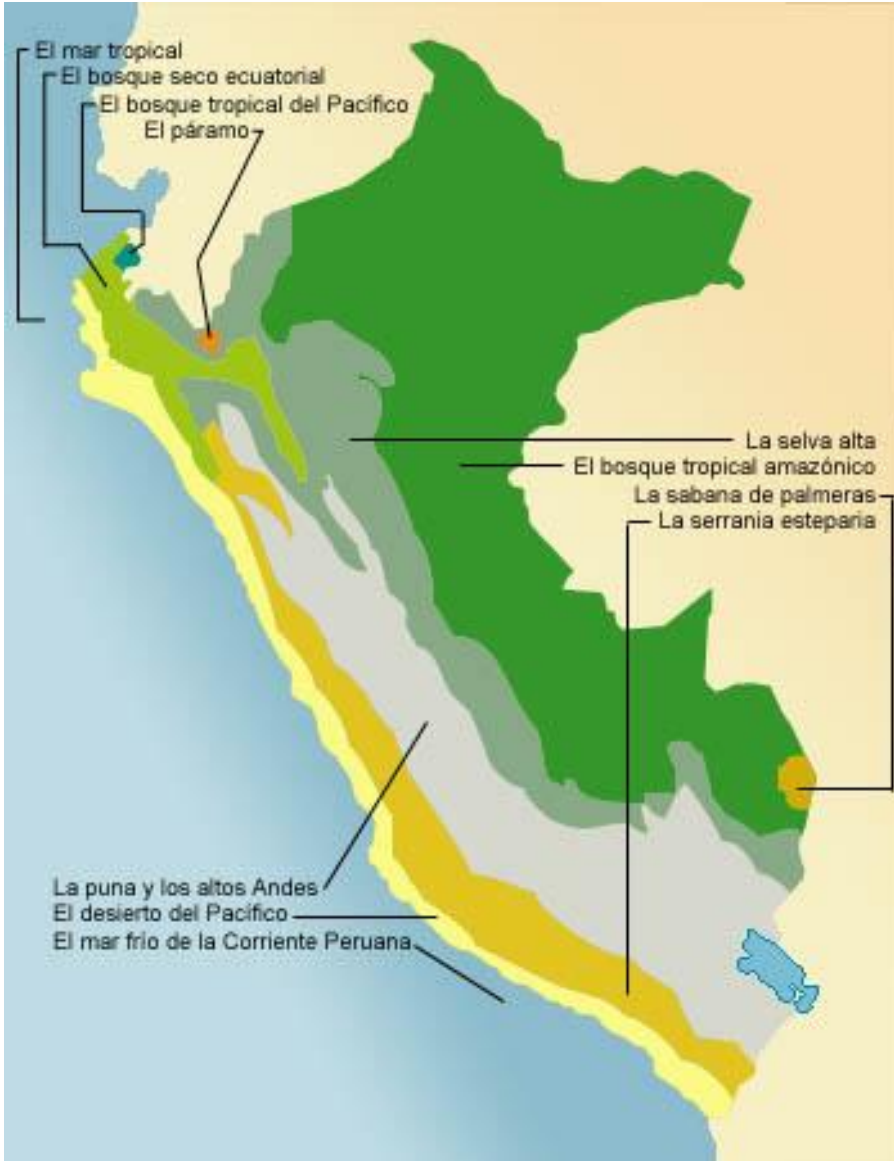 El mar tropical
El bosque seco ecuatorial
El bosque tropical del Pacífico
El páramo
La selva alta
El bosque tropical amazónico
La sabana de palmeras
La serrania esteparia
La puna y los altos Andes
El desierto del Pacífico
El mar frío de la Corriente Peruana